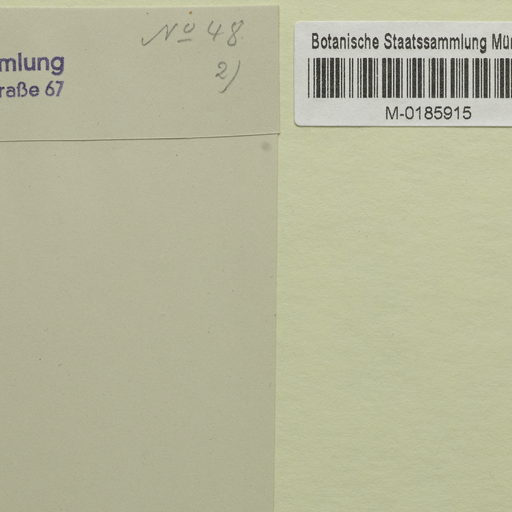 mlung
raße 67
No 48
2)
Botanische Staatssammlung Mün
M-0185915